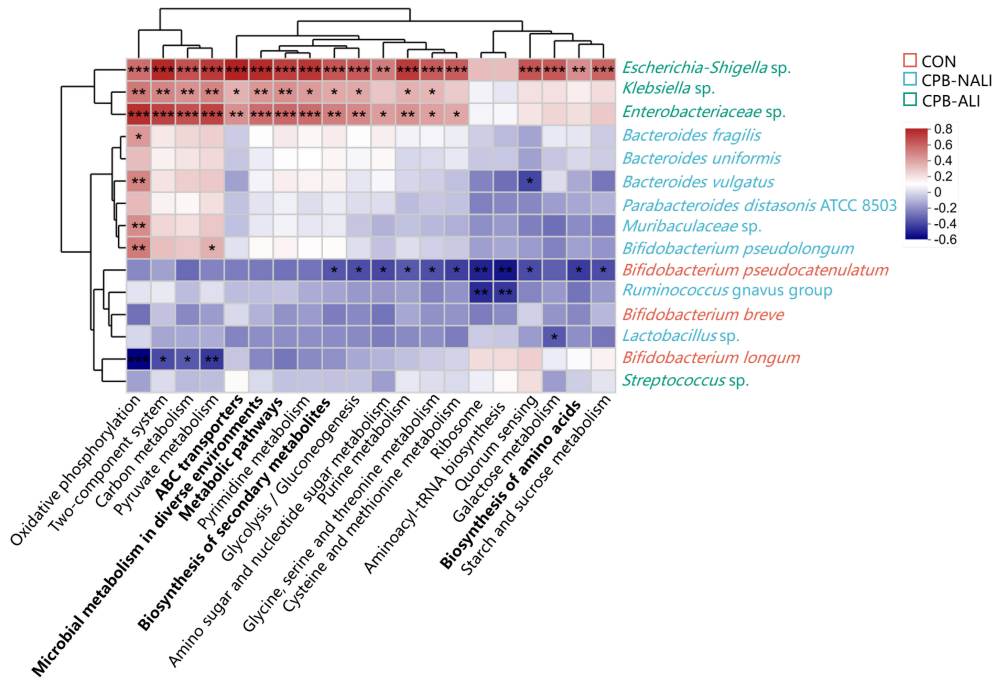 *** *** *** *** *** *** *** *** *** *** ** *** *** *** *** *** ** *** Escherichia-Shigella sp.
** ** ** ** * ** ** * * * * * Klebsiella sp.
*** *** *** *** ** *** *** *** ** * ** * * Enterobacteriaceae sp.
* Bacteroides fragilis
Bacteroides uniformis
** * Bacteroides vulgatus
Parabacteroides distasonis ATCC 8503
** Muribaculaceae sp.
** * Bifidobacterium pseudolongum
* * * * * * ** ** * * * Bifidobacterium pseudocatenulatum
** ** Ruminococcus gnavus group
Bifidobacterium breve
* Lactobacillus sp.
*** * * ** Bifidobacterium longum
Streptococcus sp.
CON
CPB-NALI
CPB-ALI
0.8
0.6
0.4
0.2
0
-0.2
-0.4
-0.6
Oxidative phosphorylation
Two-component system
Carbon metabolism
Pyruvate metabolism
ABC transporters
Microbial metabolism in diverse environments
Metabolic pathways
Pyrimidine metabolism
Biosynthesis of secondary metabolites
Glycolysis / Gluconeogenesis
Amino sugar and nucleotide sugar metabolism
Purine metabolism
Glycine, serine and threonine metabolism
Cysteine and methionine metabolism
Ribosome
Aminoacyl-tRNA biosynthesis
Quorum sensing
Galactose metabolism
Biosynthesis of amino acids
Starch and sucrose metabolism